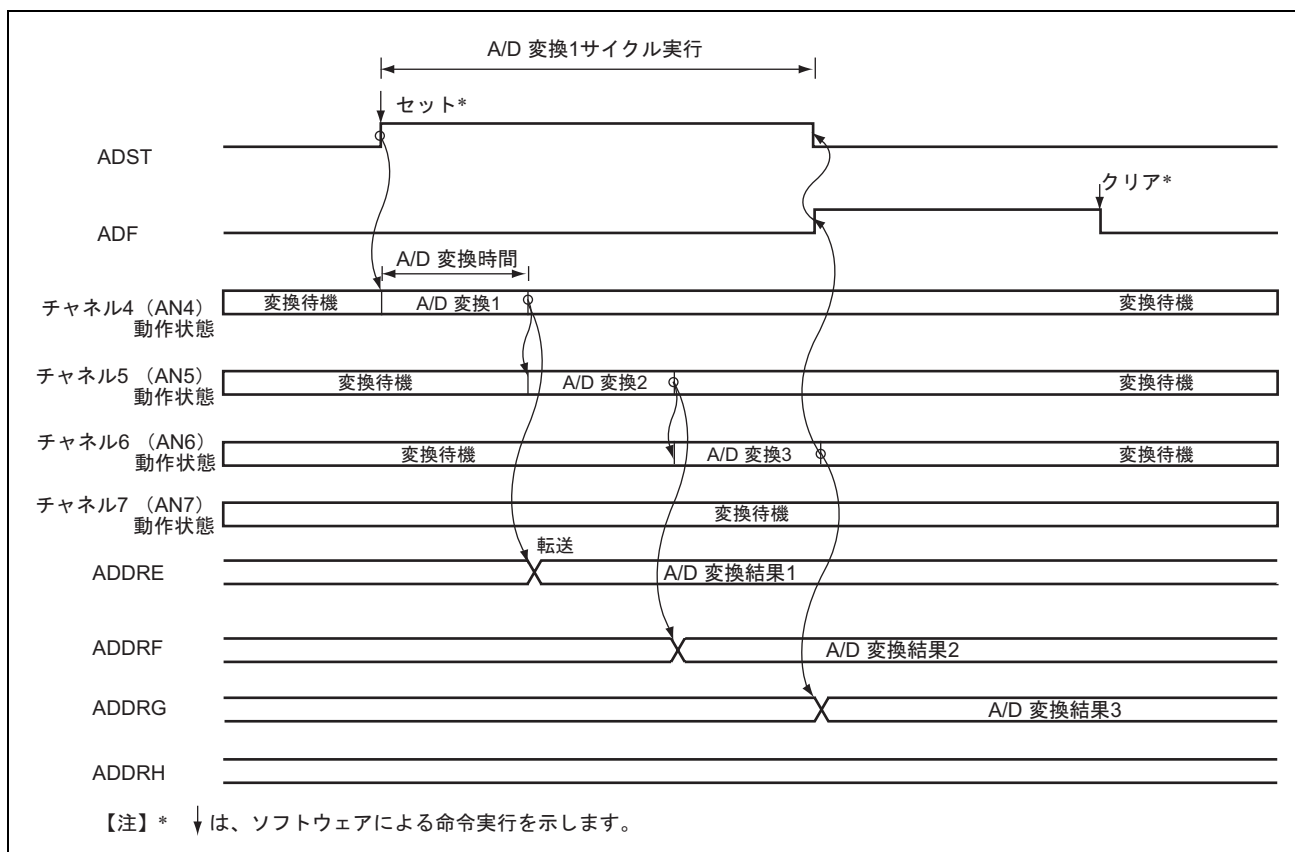 A/D 変換1サイクル実行
セット*
ADST
クリア*
ADF
A/D 変換時間
チャネル4（AN4）
動作状態
変換待機
A/D 変換1
変換待機
チャネル5（AN5）
動作状態
変換待機
A/D 変換2
変換待機
チャネル6（AN6）
動作状態
変換待機
A/D 変換3
変換待機
チャネル7（AN7）
動作状態
変換待機
転送
ADDRE
A/D 変換結果1
ADDRF
A/D 変換結果2
ADDRG
A/D 変換結果3
ADDRH
【注】* ↓は、ソフトウェアによる命令実行を示します。